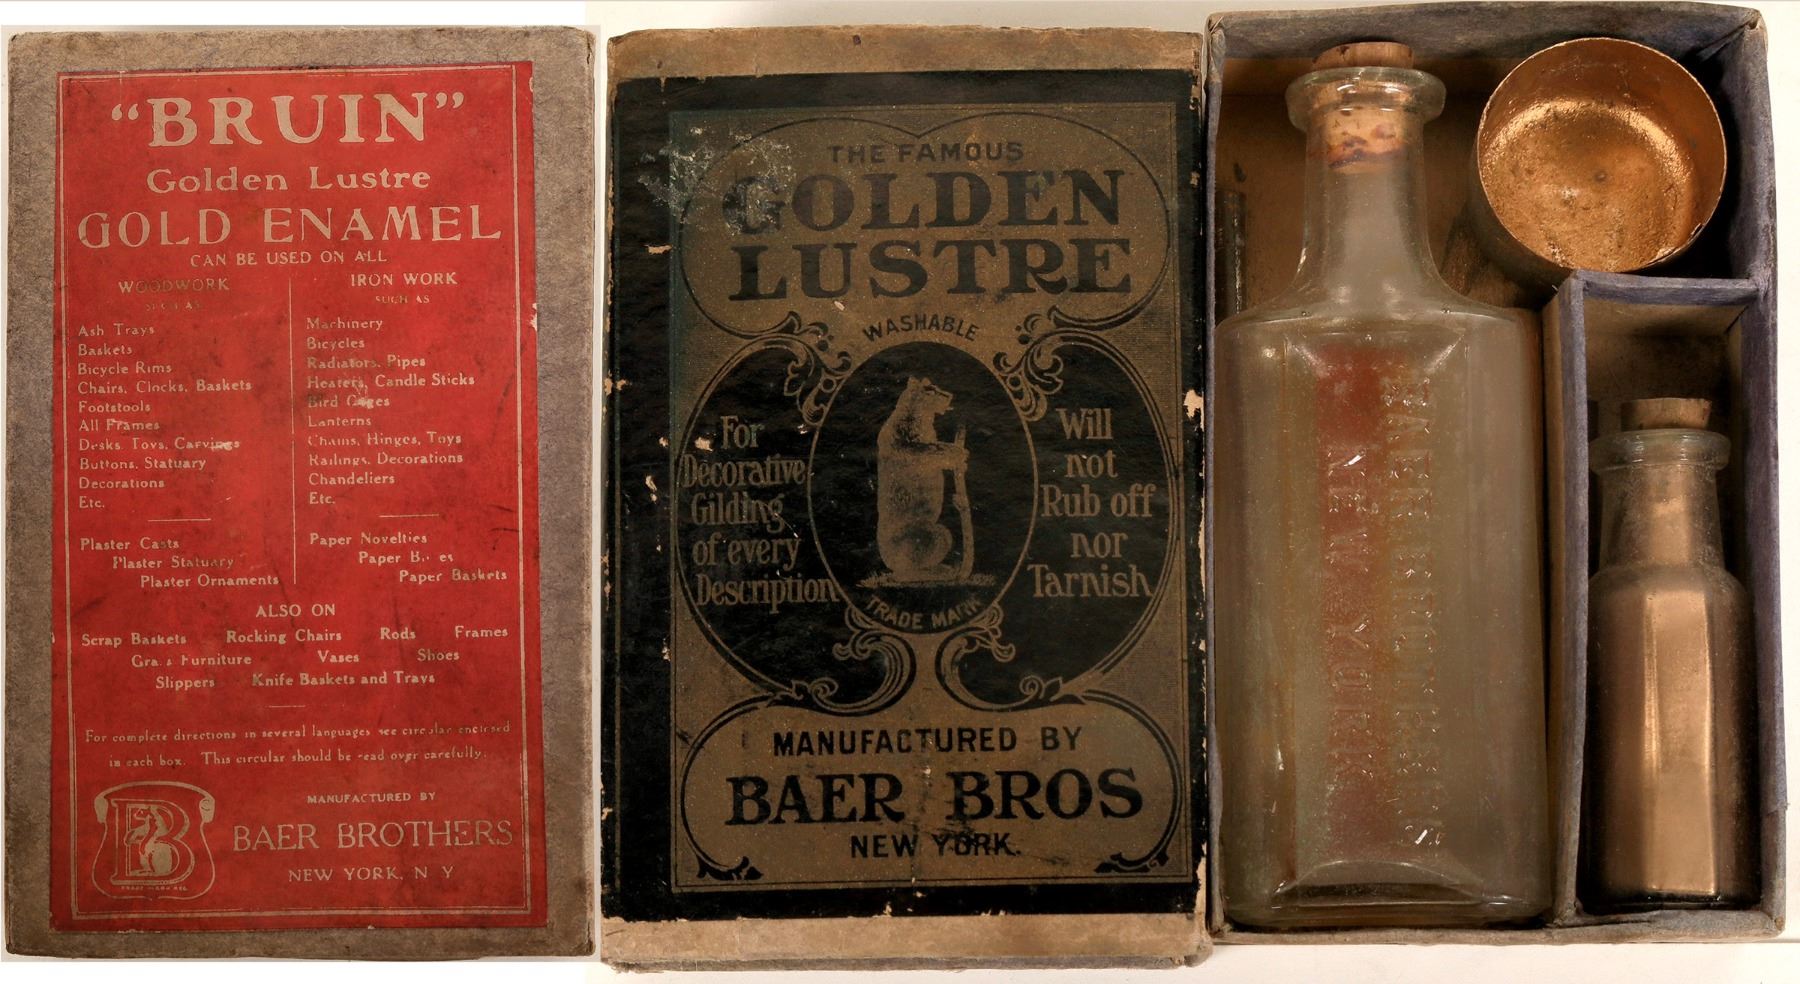 "BRUIN"
Golden Lustre
GOLD ENAMEL
CAN BE USED ON ALL
WOODWORK
SUCH AS
Ash Trays
Baskets
Bicycle Rims
Chairs, Clocks, Baskets
Footstools
All Frames
Desks, Toys, Carvings
Buttons, Statuary
Decorations
Etc.
Plaster Casts
Plaster Statuary
Plaster Ornaments
IRON WORK
SUCH AS
Machinery
Bicycles
Radiators, Pipes
Heaters, Candle Sticks
Bird Cages
Lanterns
Chains, Hinges, Toys
Railings, Decorations
Chandeliers
Etc.
Paper Novelties
Paper
Paper Baskets
ALSO ON
Scrap Baskets Rocking Chairs Rods Frames
Furniture Vases Shoes
Slippers Knife Baskets and Trays
For complete directions in several languages see circular enclosed
in each box. This circular should be read over carefully.
B
TRADE MARK REG.
MANUFACTURED BY
BAER BROTHERS
NEW YORK, N Y
THE FAMOUS
GOLDEN
LUSTRE
WASHABLE
For
Decorative
Gilding
of every
Description
Will
not
Rub off
nor
Tarnish
TRADE MARK
MANUFACTURED BY
BAER BROS
NEW YORK.
BAER BROTHERS
NEW YORK